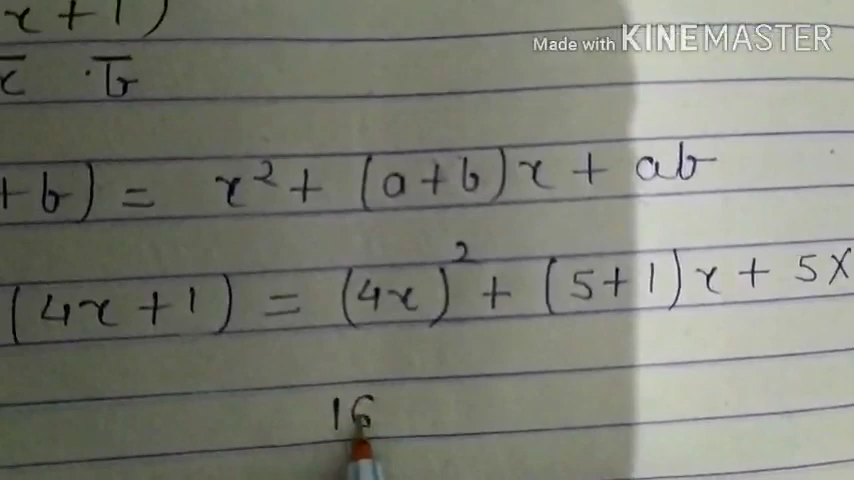 x + 1)
Made with KINEMASTER
x b
+ b) = x² + (a + b)x + ab
(4x + 1) = (4x)² + (5 + 1)x + 5×
16